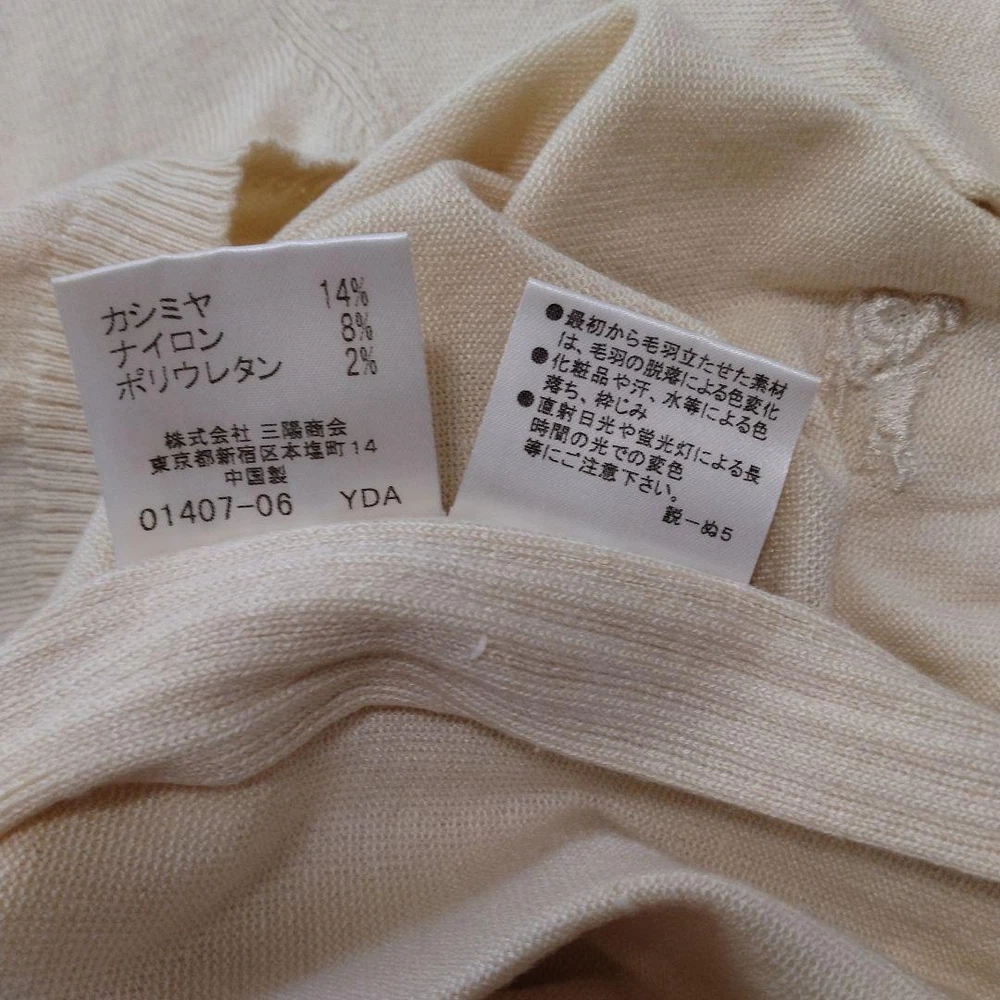 カシミヤ 14%
ナイロン 8%
ポリウレタン 2%
株式会社 三陽商会
東京都新宿区本塩町14
中国製
01407-06 YDA
●最初から毛羽立たせた素材
は、毛羽の脱落による色変化
●化粧品や汗、水等による色
落ち、枠じみ
●直射日光や蛍光灯による長
時間の光での変色
等にご注意下さい。
説-ぬ5